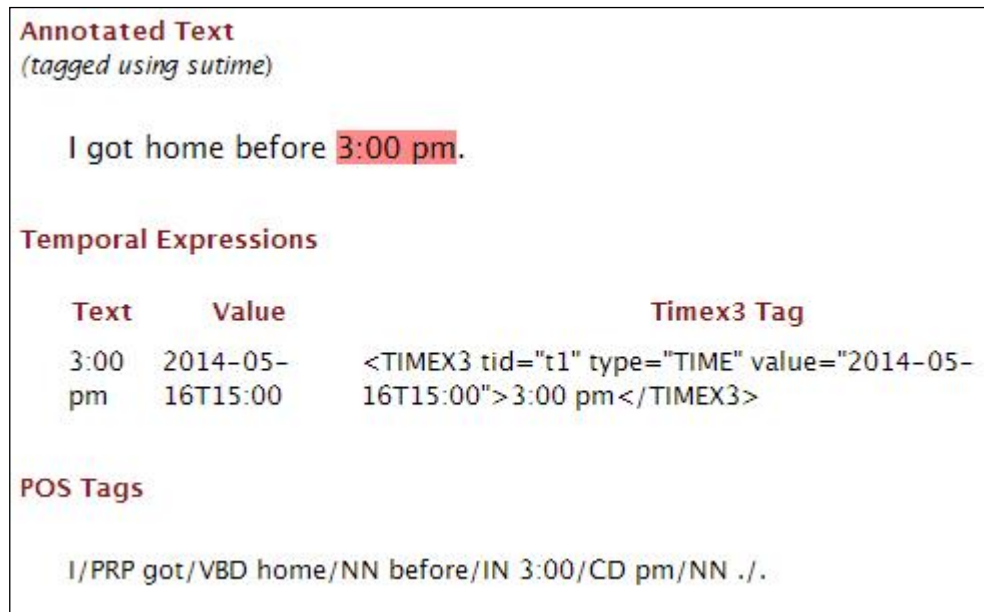 Annotated Text
(tagged using sutime)
I got home before 3:00 pm.
Temporal Expressions
Text Value Timex3 Tag
3:00 2014-05- <TIMEX3 tid="t1" type="TIME" value="2014-05-
pm 16T15:00 16T15:00">3:00 pm</TIMEX3>
POS Tags
I/PRP got/VBD home/NN before/IN 3:00/CD pm/NN ./.